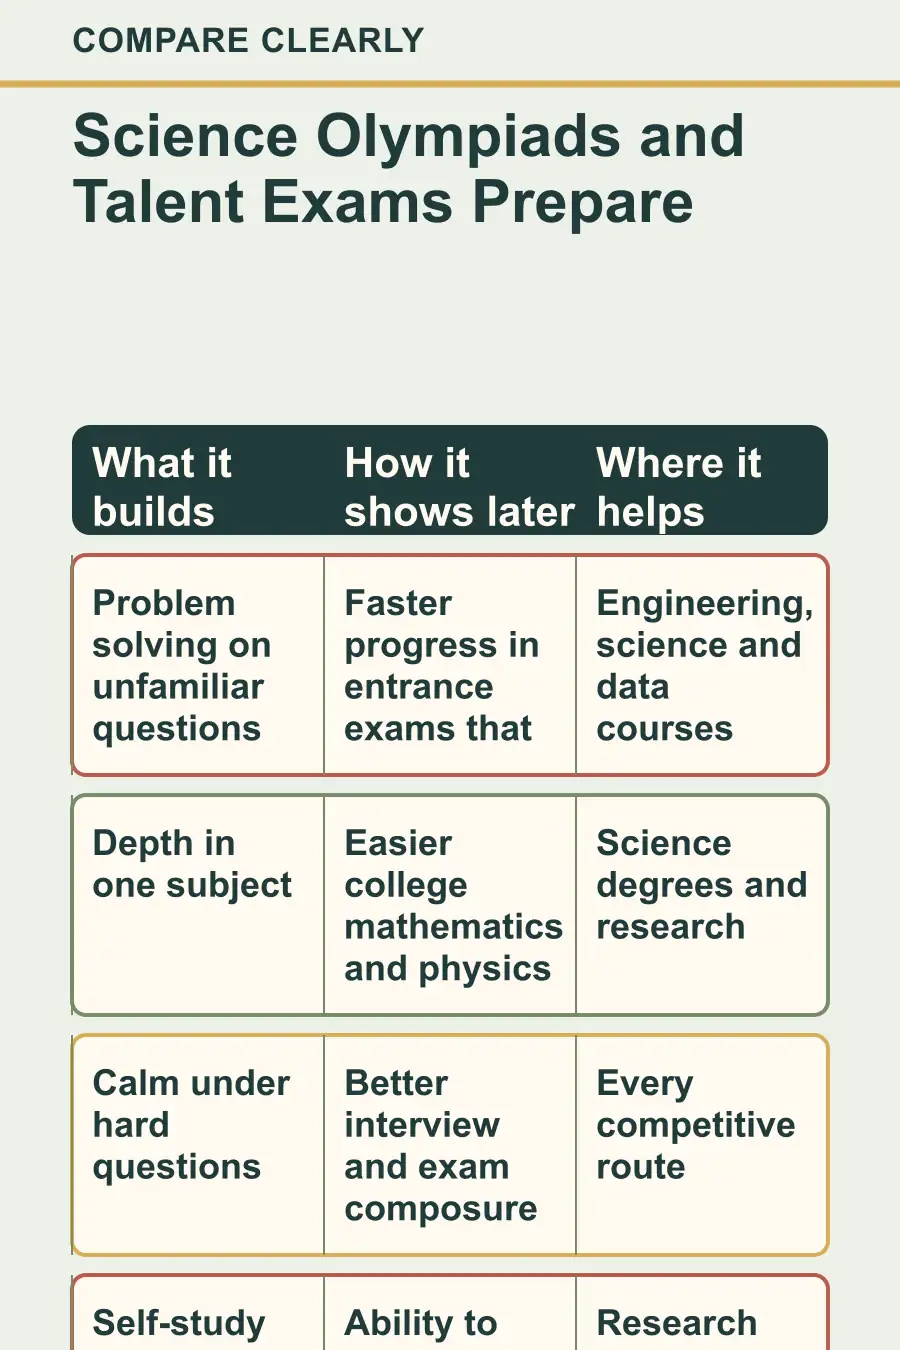 COMPARE CLEARLY
Science Olympiads and
Talent Exams Prepare
What it
builds
How it
shows later
Where it
helps
Problem
solving on
unfamiliar
questions
Faster
progress in
entrance
exams that
Engineering,
science and
data
courses
Depth in
one subject
Easier
college
mathematics
and physics
Science
degrees and
research
Calm under
hard
questions
Better
interview
and exam
composure
Every
competitive
route
Self-study
Ability to
Research